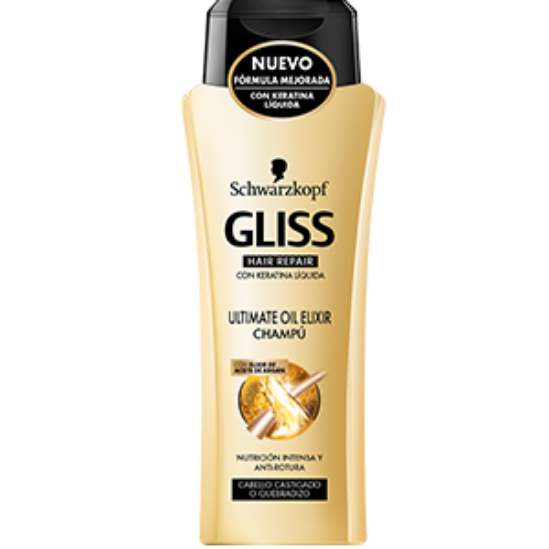 NUEVO
FÓRMULA MEJORADA
CON KERATINA
LÍQUIDA
Schwarzkopf
GLISS
HAIR REPAIR
CON KERATINA LÍQUIDA
ULTIMATE OIL ELIXIR
CHAMPÚ
CON ELIXIR DE
ACEITE DE ARGÁN
NUTRICIÓN INTENSA Y
ANTI-ROTURA
CABELLO CASTIGADO
O QUEBRADIZO